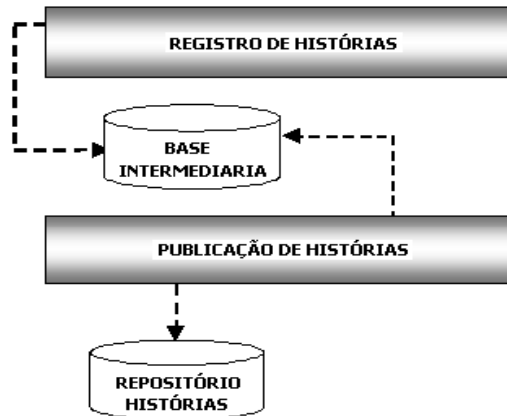 REGISTRO DE HISTÓRIAS
BASE
INTERMEDIARIA
PUBLICAÇÃO DE HISTÓRIAS
REPOSITÓRIO
HISTÓRIAS